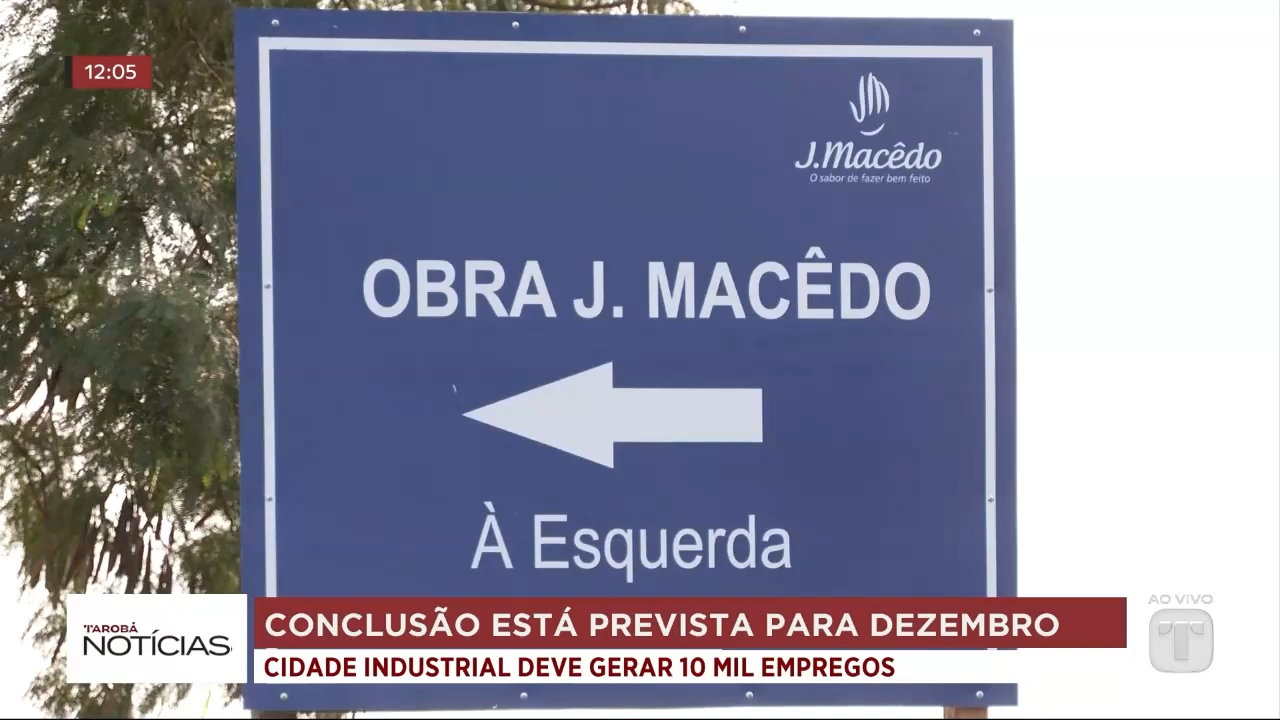 12:05
J.Macêdo
O sabor de fazer bem feito
OBRA J. MACÊDO
À Esquerda
TAROBÁ
NOTÍCIAS
CONCLUSÃO ESTÁ PREVISTA PARA DEZEMBRO
CIDADE INDUSTRIAL DEVE GERAR 10 MIL EMPREGOS
AO VIVO
T